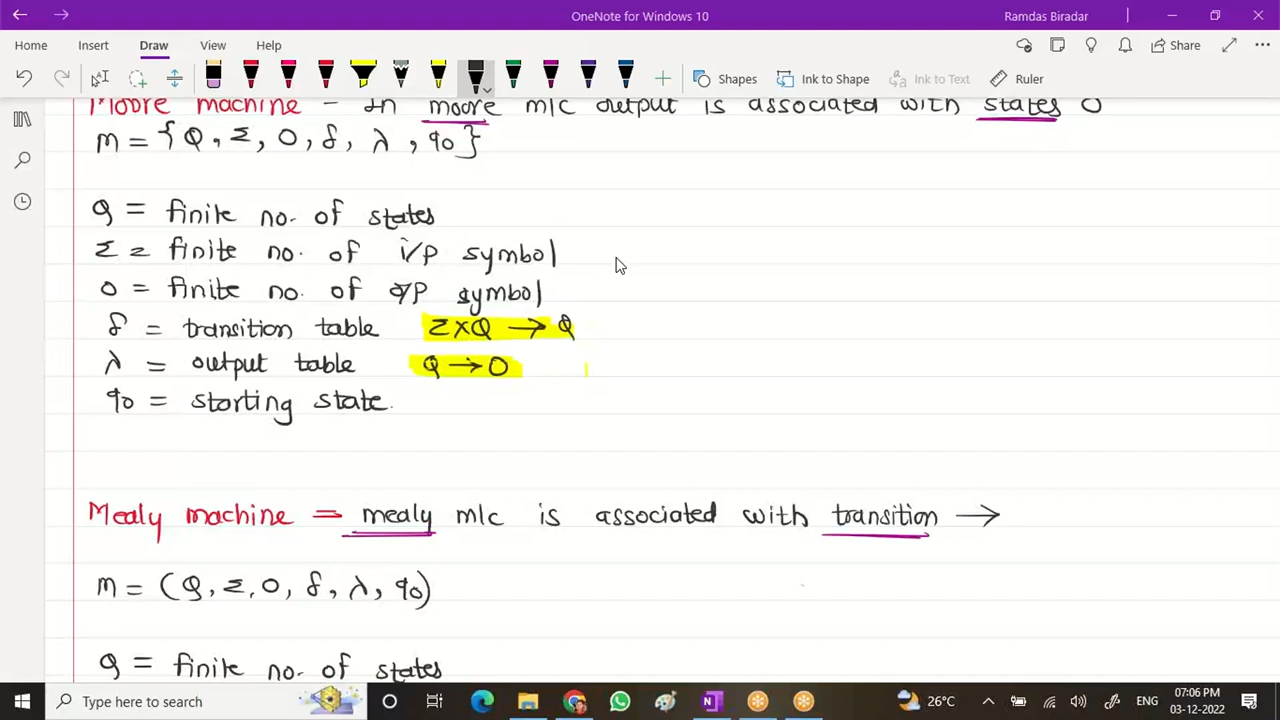 OneNote for Windows 10
Ramdas Biradar
Home Insert Draw View Help
Share
Shapes Ink to Shape Ink to Text Ruler
Moore machine - In moore m/c output is associated with states O
M = {Q, Σ, O, δ, λ, q0}
Q = finite no. of states
Σ = finite no. of i/p symbol
O = finite no. of o/p symbol
δ = transition table Σ×Q → Q
λ = output table Q → O
q0 = starting state.
Mealy machine = mealy m/c is associated with transition →
M = (Q, Σ, O, δ, λ, q0)
Q = finite no. of states
Type here to search
26°C
ENG
07:06 PM
03-12-2022